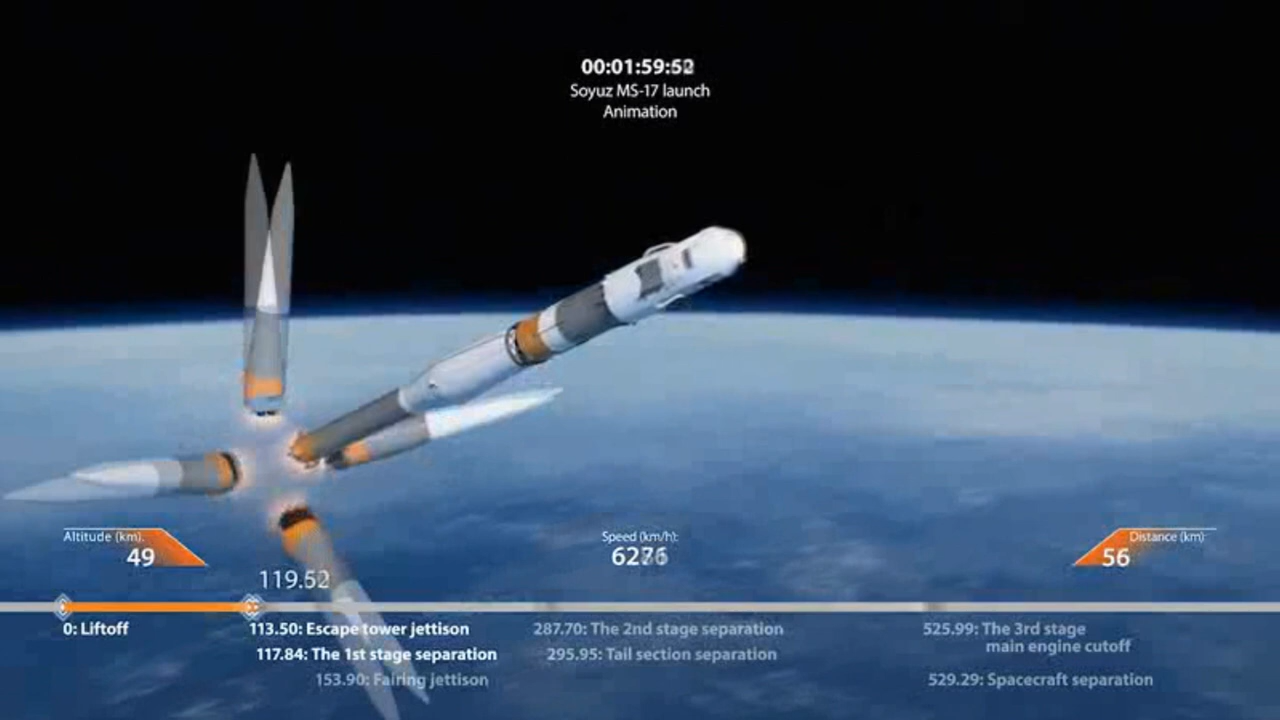 00:01:59:52
Soyuz MS-17 launch
Animation
Altitude (km):
49
Speed (km/h):
Distance (km):
56
119.52
0: Liftoff
113.50: Escape tower jettison
117.84: The 1st stage separation
153.90: Fairing jettison
287.70: The 2nd stage separation
295.95: Tail section separation
525.99: The 3rd stage
main engine cutoff
529.29: Spacecraft separation